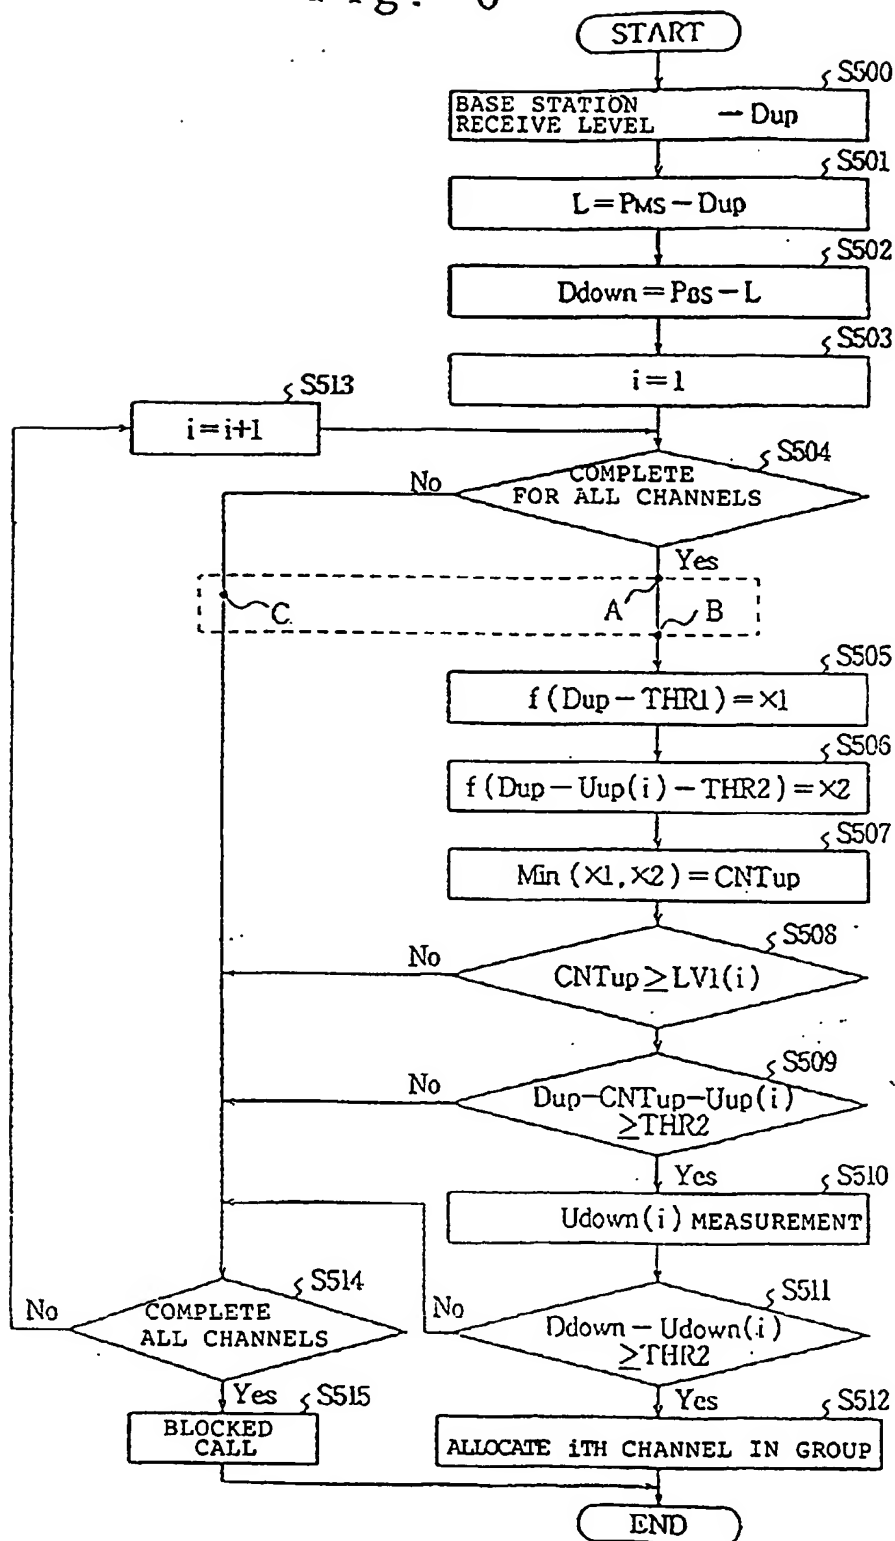 Fig. 6
START
S500
BASE STATION
RECEIVE LEVEL — Dup
S501
L=PMS-Dup
S502
Ddown=PBS-L
S503
i=1
S513
i=i+1
S504
COMPLETE
FOR ALL CHANNELS
No
Yes
C
A
B
S505
f(Dup-THR1)=X1
S506
f(Dup-Uup(i)-THR2)=X2
S507
Min(X1,X2)=CNTup
S508
CNTup≥LV1(i)
No
S509
Dup-CNTup-Uup(i)
≥THR2
No
Yes
S510
Udown(i) MEASUREMENT
S511
Ddown-Udown(i)
≥THR2
No
Yes
S512
ALLOCATE iTH CHANNEL IN GROUP
S514
COMPLETE
ALL CHANNELS
No
Yes
S515
BLOCKED
CALL
END